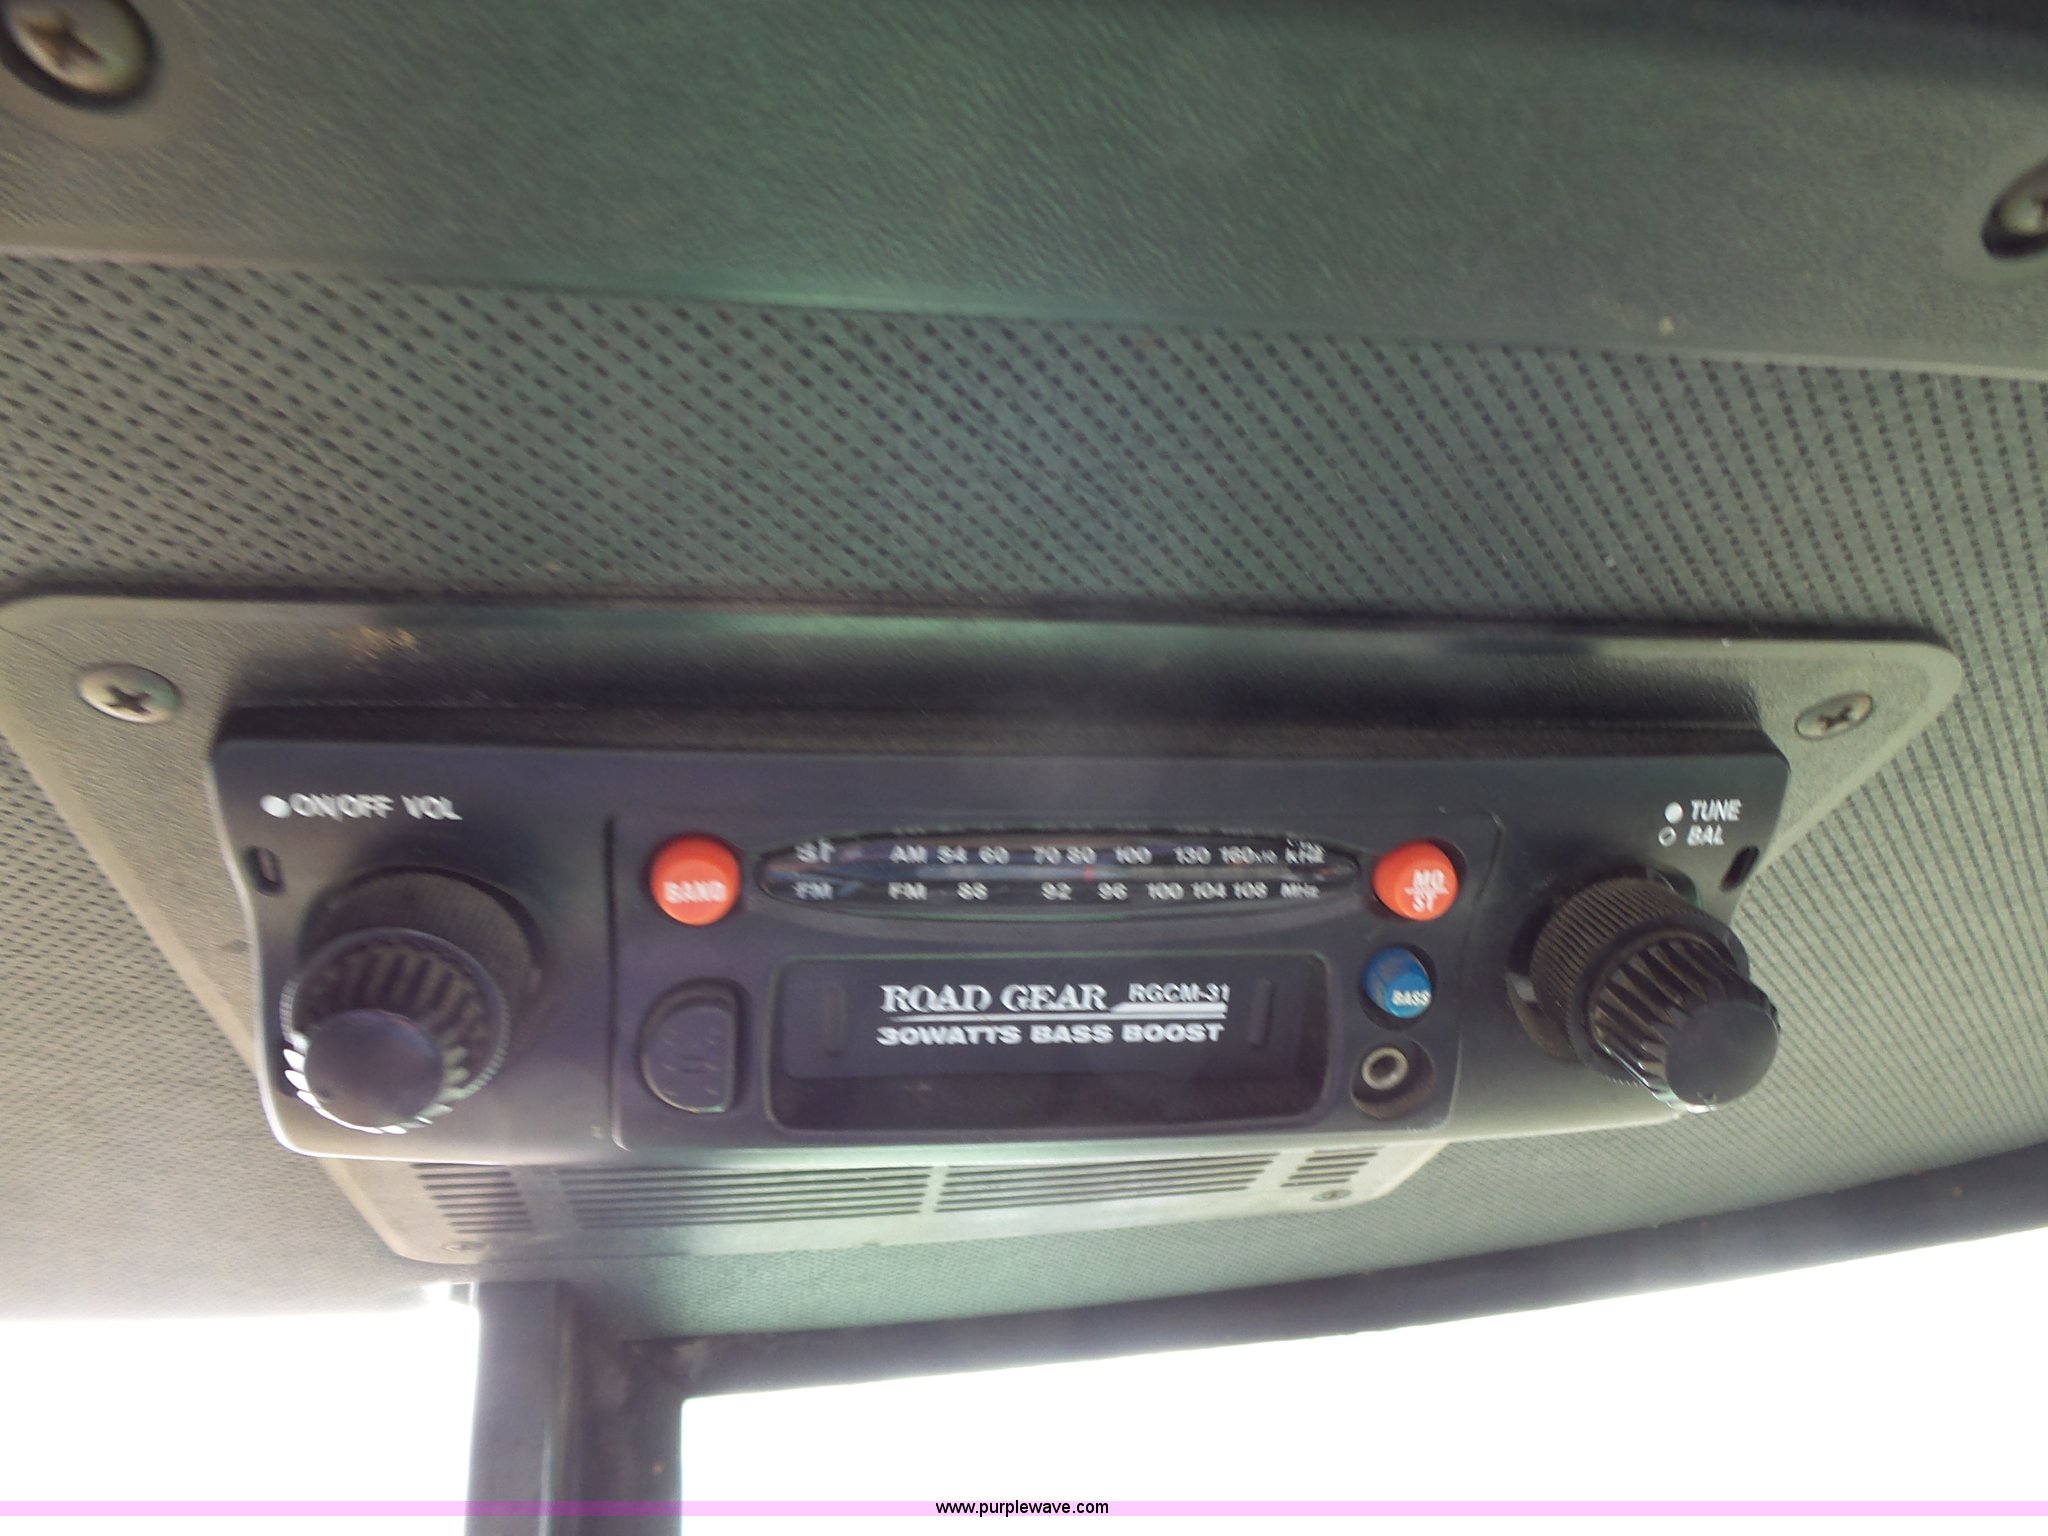 ON/OFF VOL
TUNE
BAL
BAND
ST AM 54 60 70 80 100 130 160x10 kHz
FM FM 88 92 96 100 104 108 MHz
MO
ST
BASS
ROAD GEAR RGCM-31
30WATTS BASS BOOST
www.purplewave.com